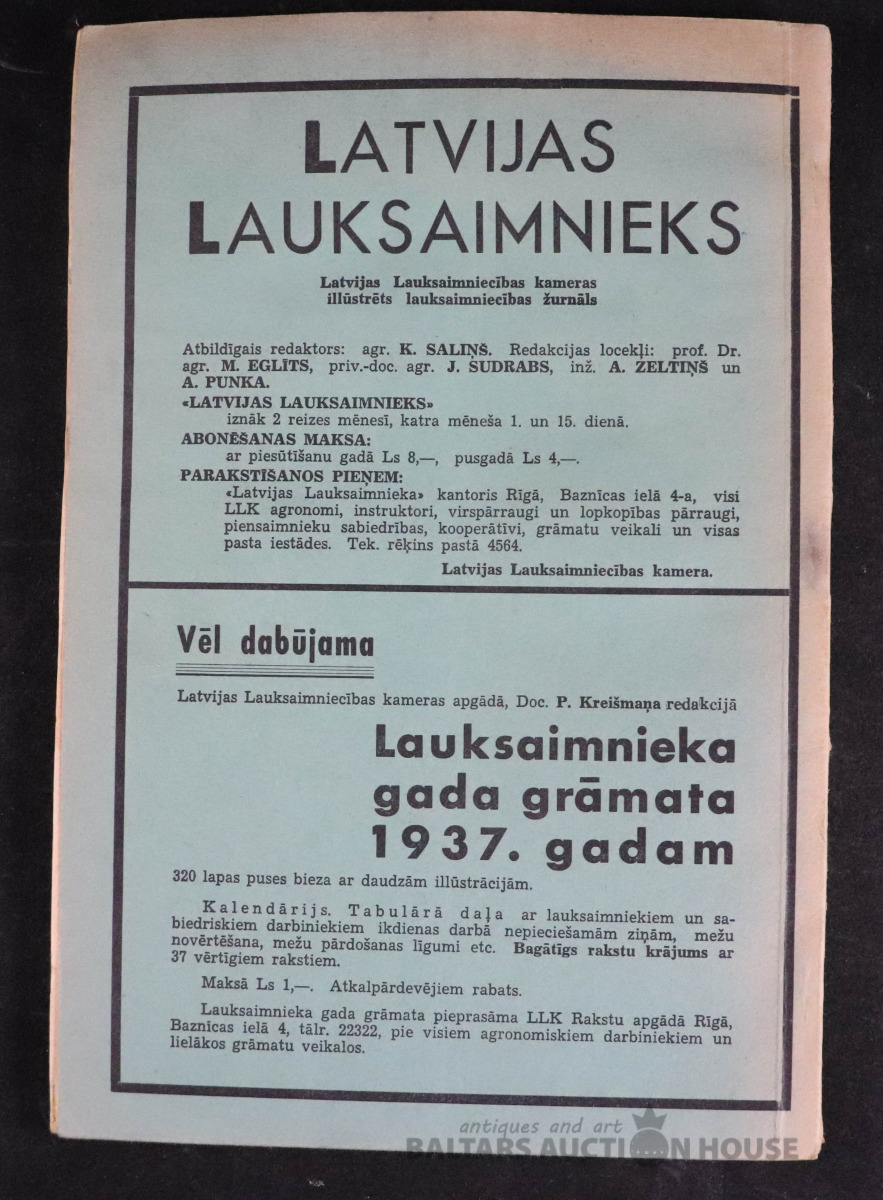 LATVIJAS
LAUKSAIMNIEKS
Latvijas Lauksaimniecības kameras
illūstrēts lauksaimniecības žurnāls
Atbildīgais redaktors: agr. K. SALIŅŠ. Redakcijas locekļi: prof. Dr.
agr. M. EGLĪTS, priv.-doc. agr. J. SUDRABS, inž. A. ZELTIŅŠ un
A. PUNKA.
«LATVIJAS LAUKSAIMNIEKS»
iznāk 2 reizes mēnesī, katra mēneša 1. un 15. dienā.
ABONĒŠANAS MAKSA:
ar piesūtīšanu gadā Ls 8,—, pusgadā Ls 4,—.
PARAKSTĪŠANOS PIEŅEM:
«Latvijas Lauksaimnieka» kantoris Rīgā, Baznīcas ielā 4-a, visi
LLK agronomi, instruktori, virspārraugi un lopkopības pārraugi,
piensaimnieku sabiedrības, kooperātīvi, grāmatu veikali un visas
pasta iestādes. Tek. rēķins pastā 4564.
Latvijas Lauksaimniecības kamera.
Vēl dabūjama
Latvijas Lauksaimniecības kameras apgādā, Doc. P. Kreišmaņa redakcijā
Lauksaimnieka
gada grāmata
1937. gadam
320 lapas puses bieza ar daudzām illūstrācijām.
Kalendārijs. Tabulārā daļa ar lauksaimniekiem un sa-
biedriskiem darbiniekiem ikdienas darbā nepieciešamām ziņām, mežu
novērtēšana, mežu pārdošanas līgumi etc. Bagātīgs rakstu krājums ar
37 vērtīgiem rakstiem.
Maksā Ls 1,—. Atkalpārdevējiem rabats.
Lauksaimnieka gada grāmata pieprasāma LLK Rakstu apgādā Rīgā,
Baznīcas ielā 4, tālr. 22322, pie visiem agronomiskiem darbiniekiem un
lielākos grāmatu veikalos.
antiques and art
BALTARS AUCTION HOUSE